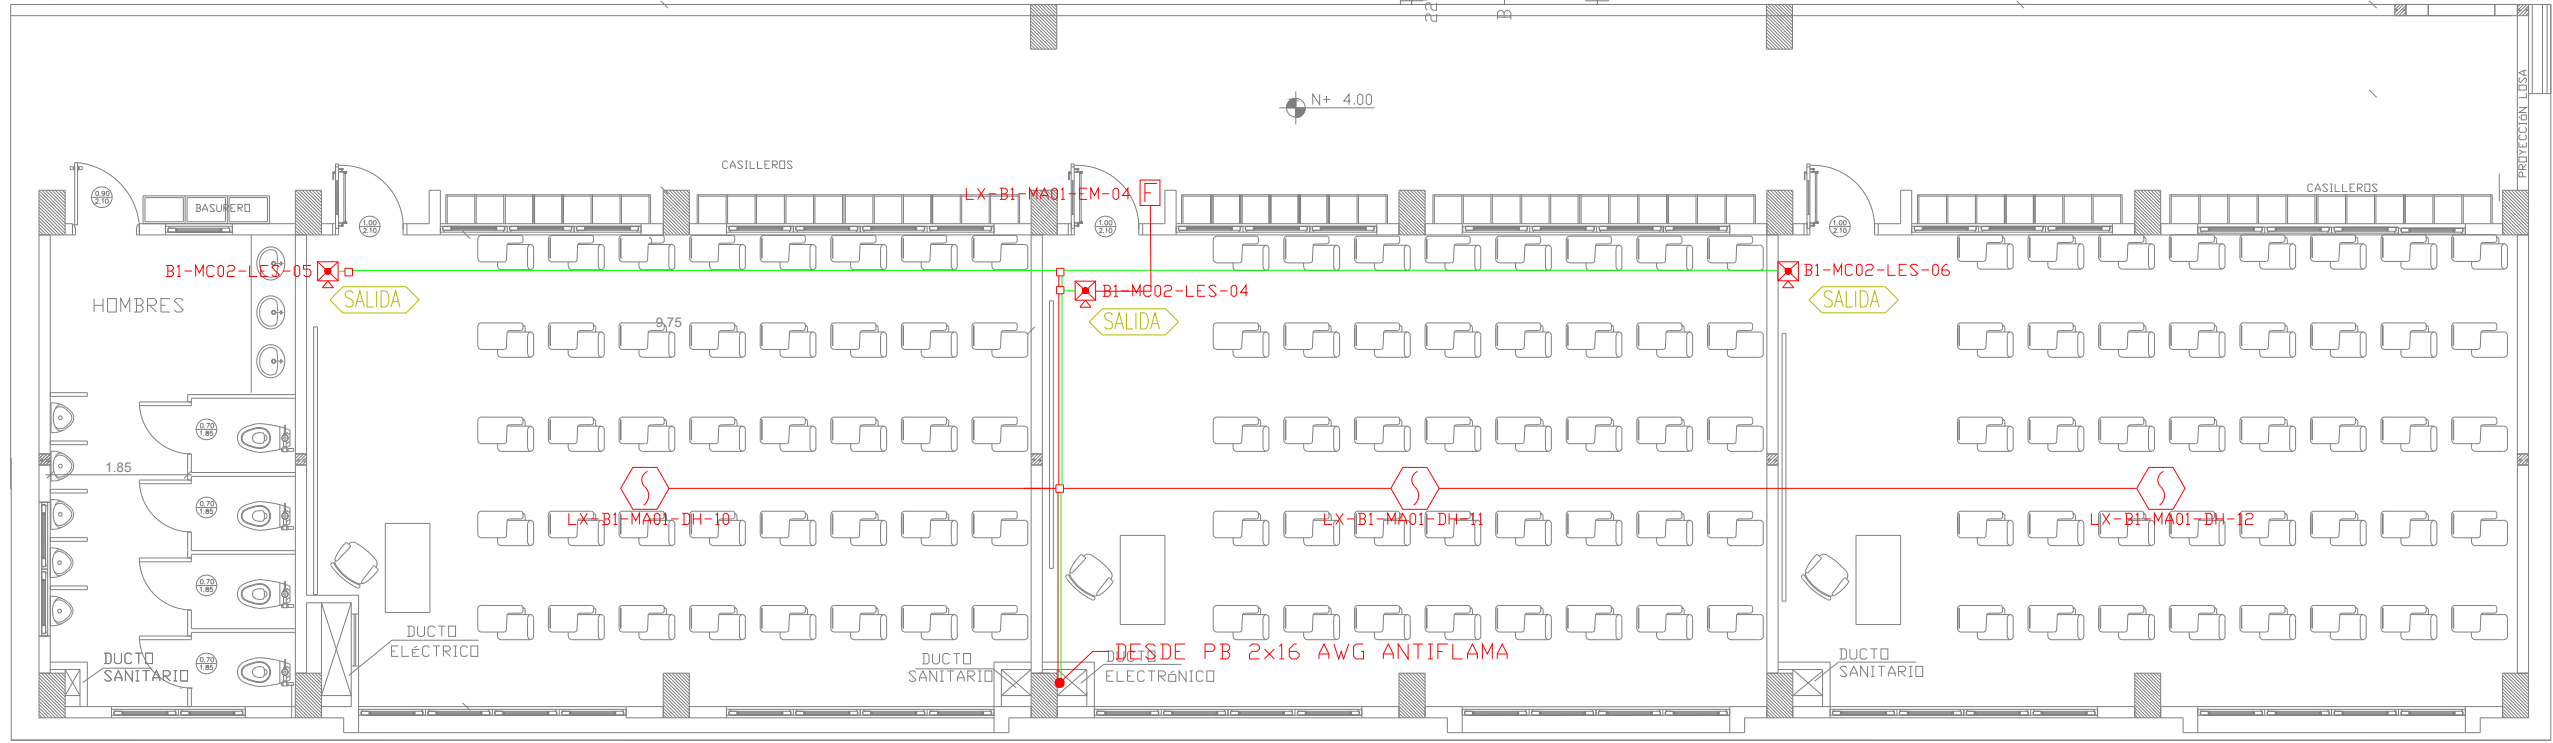 22
B
N+ 4.00
PROYECCIóN LOSA
CASILLEROS
CASILLEROS
0.90
2.10
BASURERO
LX-B1-MA01-EM-04
F
1.00
2.10
1.00
2.10
1.00
2.10
B1-MC02-LES-05
B1-MC02-LES-04
B1-MC02-LES-06
SALIDA
SALIDA
SALIDA
HOMBRES
9.75
0.70
1.85
1.85
0.70
1.85
0.70
1.85
0.70
1.85
S
S
S
LX-B1-MA01-DH-10
LX-B1-MA01-DH-11
LX-B1-MA01-DH-12
DUCTO
ELéCTRICO
DUCTO
SANITARIO
DUCTO
SANITARIO
DESDE PB 2x16 AWG ANTIFLAMA
DUCTO
ELECTRóNICO
DUCTO
SANITARIO